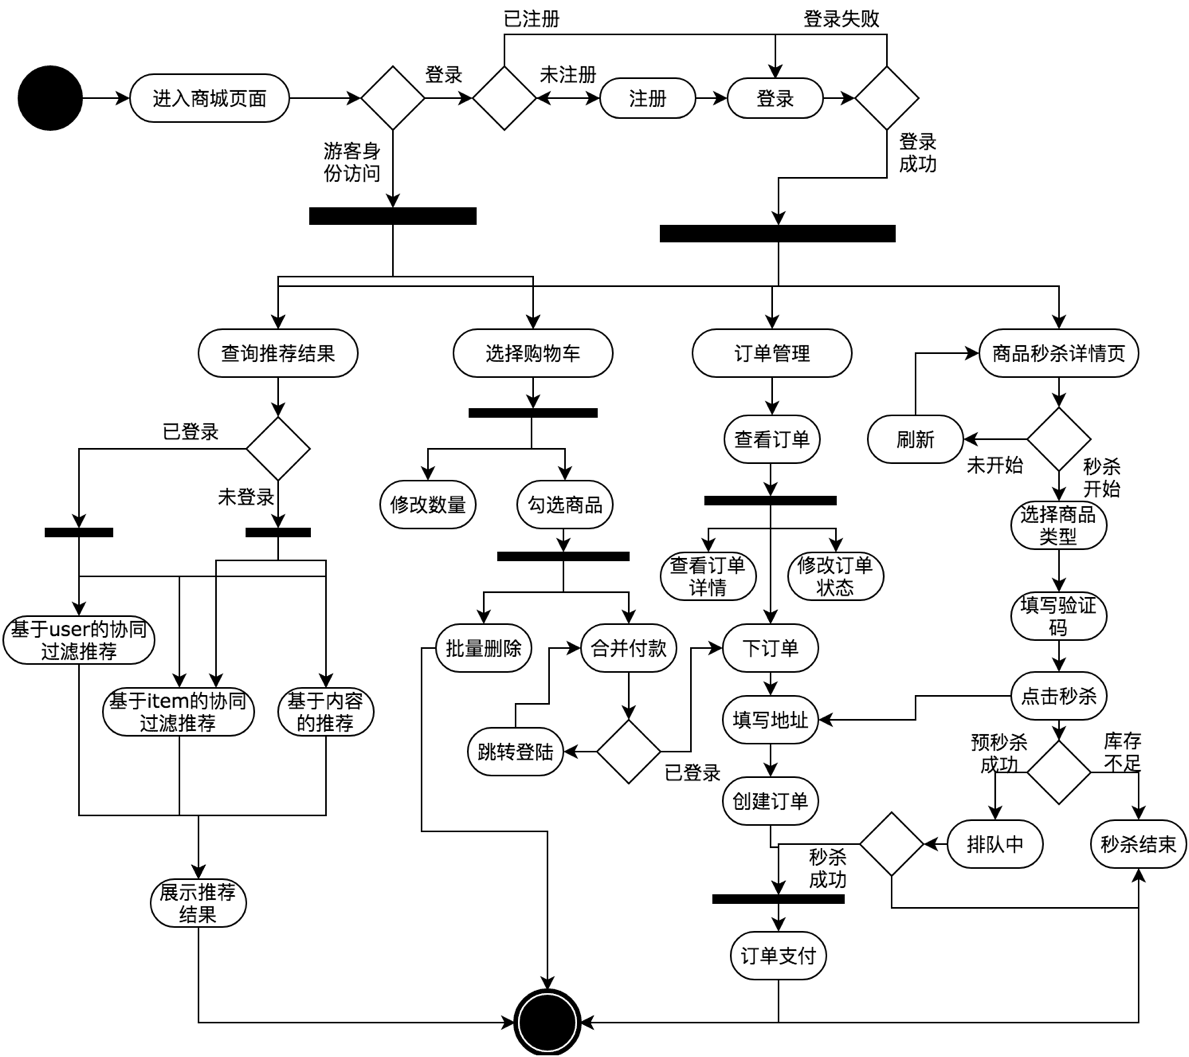 已注册
登录失败
进入商城页面
登录
未注册
注册
登录
游客身
份访问
登录
成功
查询推荐结果
选择购物车
订单管理
商品秒杀详情页
已登录
未登录
修改数量
勾选商品
查看订单
刷新
未开始
秒杀
开始
选择商品
类型
查看订单
详情
修改订单
状态
填写验证
码
基于user的协同
过滤推荐
基于item的协同
过滤推荐
基于内容
的推荐
批量删除
合并付款
下订单
点击秒杀
跳转登陆
已登录
填写地址
预秒杀
成功
库存
不足
创建订单
秒杀
成功
排队中
秒杀结束
展示推荐
结果
订单支付